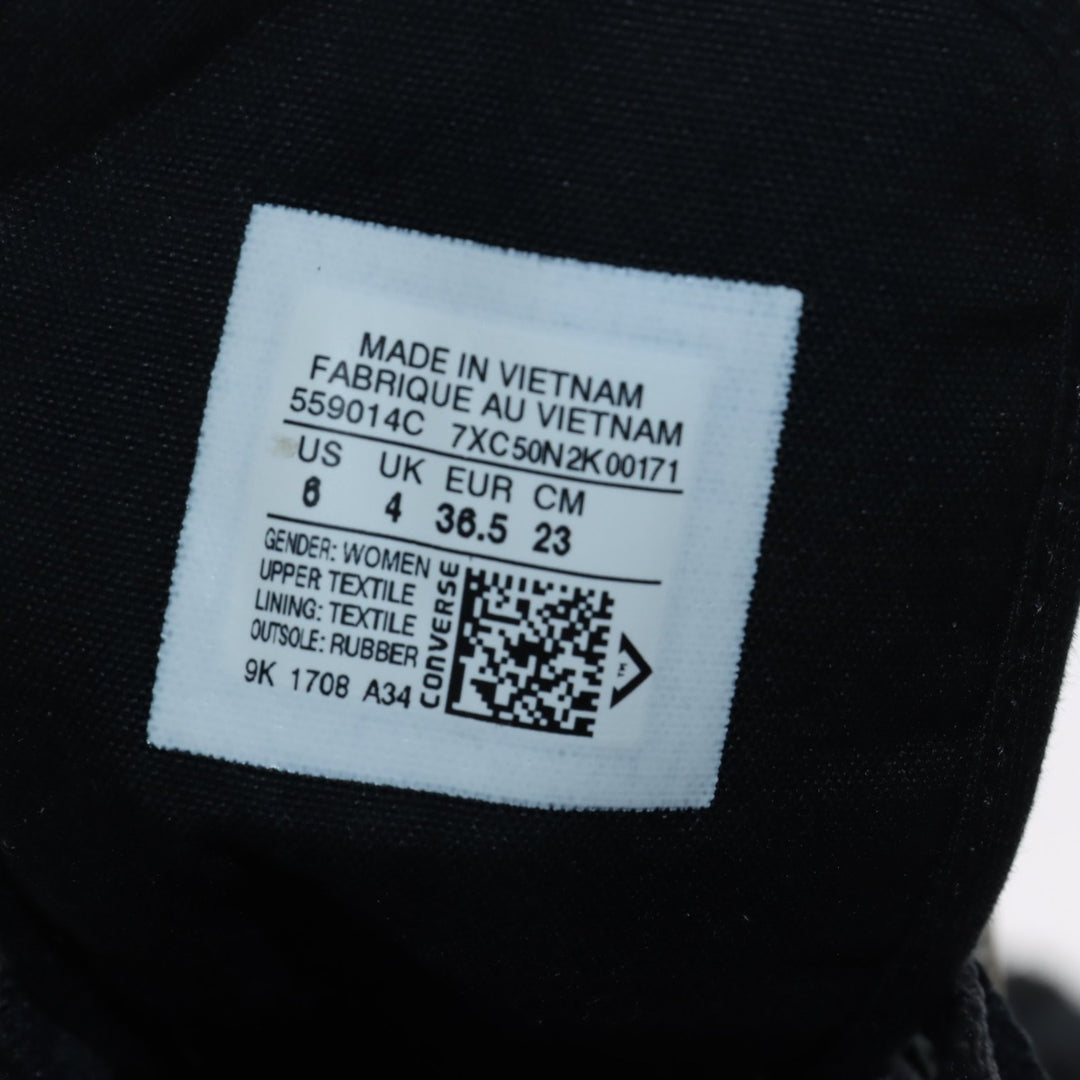 MADE IN VIETNAM
FABRIQUE AU VIETNAM
559014C 7XC50N2K00171
US UK EUR CM
6 4 36.5 23
GENDER: WOMEN
UPPER TEXTILE
LINING: TEXTILE
OUTSOLE: RUBBER
9K 1708 A34
CONVERSE